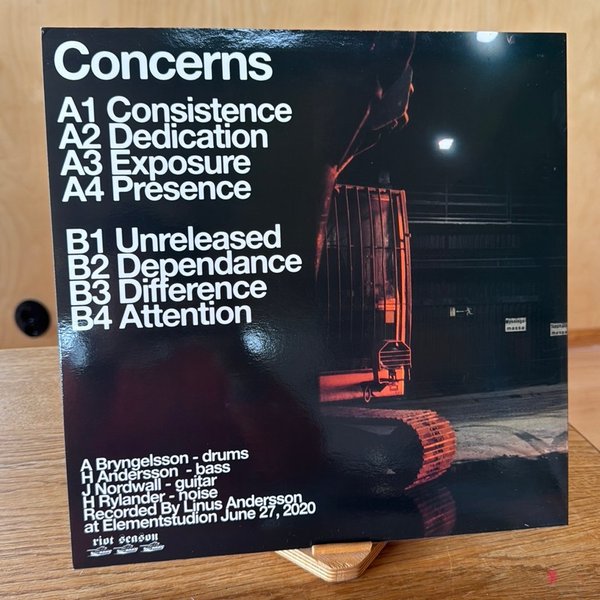 Concerns
A1 Consistence
A2 Dedication
A3 Exposure
A4 Presence
B1 Unreleased
B2 Dependance
B3 Difference
B4 Attention
A Bryngelsson - drums
H Andersson - bass
J Nordwall - guitar
H Rylander - noise
Recorded By Linus Andersson
at Elementstudion June 27, 2020
riot season